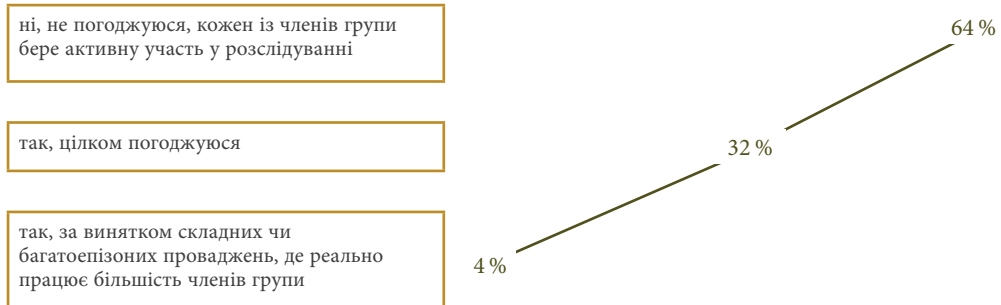 ні, не погоджуюся, кожен із членів групи
бере активну участь у розслідуванні
64 %
так, цілком погоджуюся
32 %
так, за винятком складних чи
багатоепізоних проваджень, де реально
працює більшість членів групи
4 %